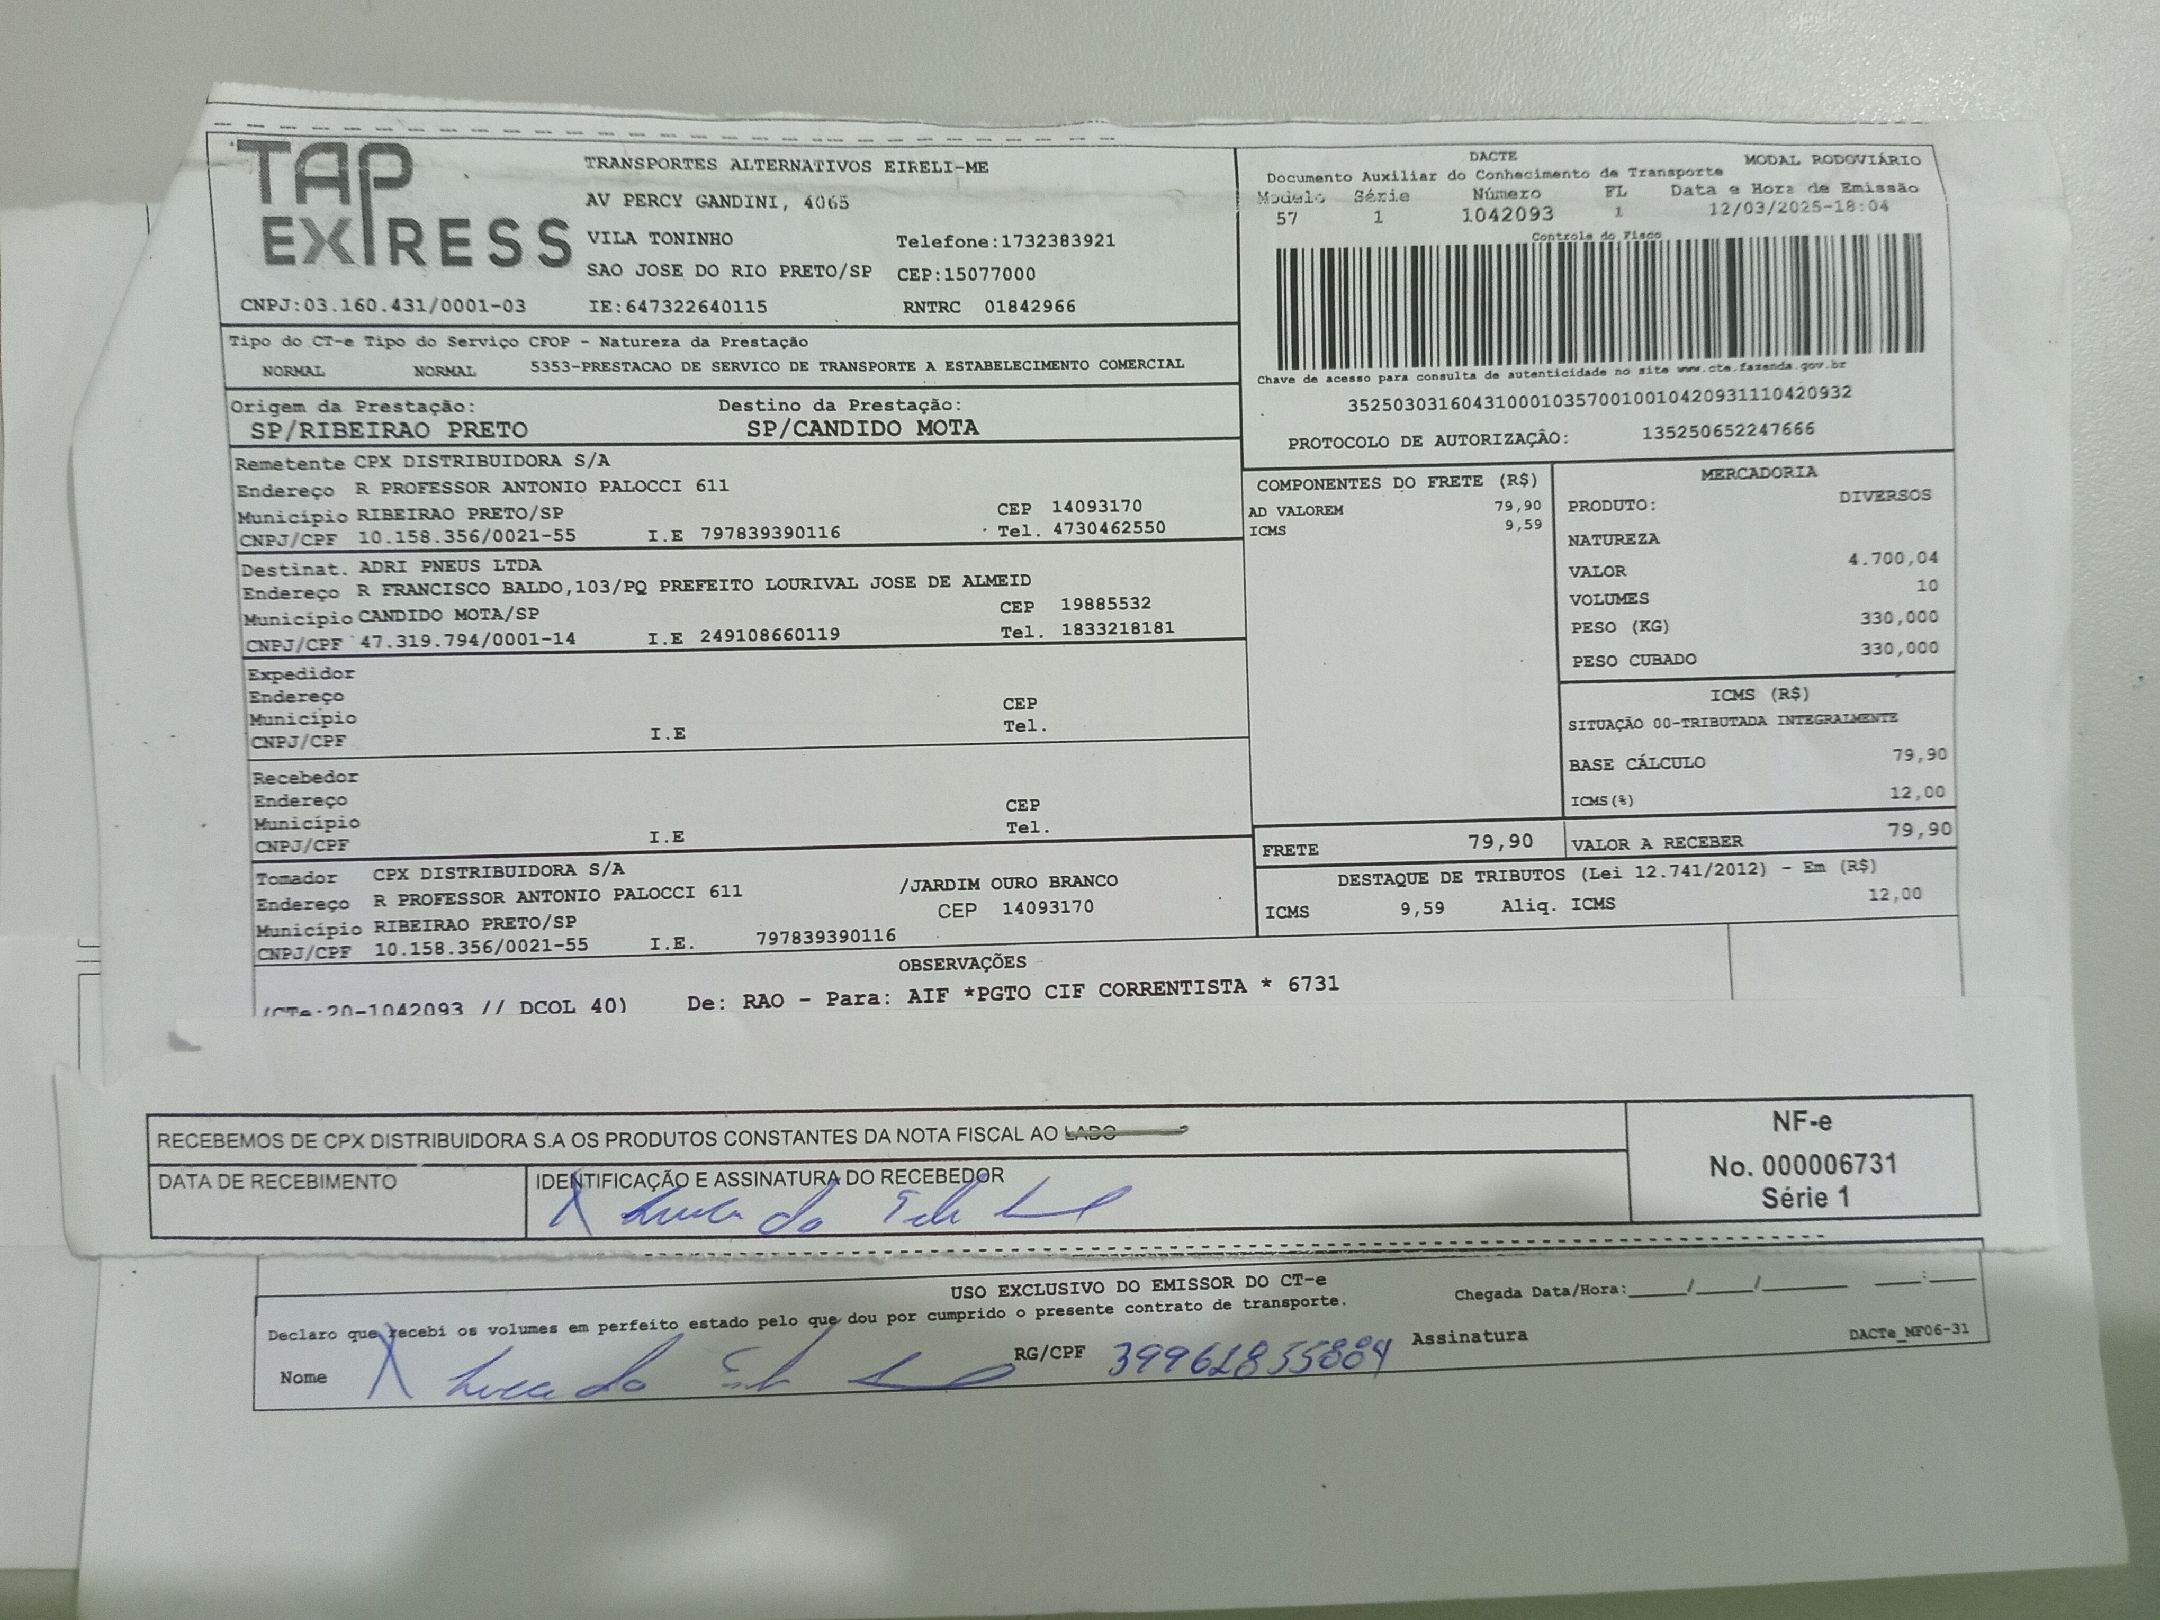 TAP EXPRESS
TRANSPORTES ALTERNATIVOS EIRELI-ME
AV PERCY GANDINI, 4065
VILA TONINHO Telefone:1732383921
SAO JOSE DO RIO PRETO/SP CEP:15077000
CNPJ:03.160.431/0001-03 IE:647322640115 RNTRC 01842966
DACTE MODAL RODOVIÁRIO
Documento Auxiliar do Conhecimento de Transporte
Modelo Série Número FL Data e Hora de Emissão
57 1 1042093 1 12/03/2025-18:04
Controle do Fisco
Chave de acesso para consulta de autenticidade no site www.cte.fazenda.gov.br
35250303160431000103570010010420931110420932
PROTOCOLO DE AUTORIZAÇÃO: 135250652247666
Tipo do CT-e Tipo do Serviço CFOP - Natureza da Prestação
NORMAL NORMAL 5353-PRESTACAO DE SERVICO DE TRANSPORTE A ESTABELECIMENTO COMERCIAL
Origem da Prestação: Destino da Prestação:
SP/RIBEIRAO PRETO SP/CANDIDO MOTA
Remetente CPX DISTRIBUIDORA S/A
Endereço R PROFESSOR ANTONIO PALOCCI 611
Município RIBEIRAO PRETO/SP CEP 14093170
CNPJ/CPF 10.158.356/0021-55 I.E 797839390116 Tel. 4730462550
Destinat. ADRI PNEUS LTDA
Endereço R FRANCISCO BALDO,103/PQ PREFEITO LOURIVAL JOSE DE ALMEID
Município CANDIDO MOTA/SP CEP 19885532
CNPJ/CPF 47.319.794/0001-14 I.E 249108660119 Tel. 1833218181
Expedidor
Endereço
Município CEP
CNPJ/CPF I.E Tel.
Recebedor
Endereço
Município CEP
CNPJ/CPF I.E Tel.
Tomador CPX DISTRIBUIDORA S/A
Endereço R PROFESSOR ANTONIO PALOCCI 611 /JARDIM OURO BRANCO
Município RIBEIRAO PRETO/SP CEP 14093170
CNPJ/CPF 10.158.356/0021-55 I.E. 797839390116
COMPONENTES DO FRETE (R$)
AD VALOREM 79,90
ICMS 9,59
MERCADORIA
PRODUTO: DIVERSOS
NATUREZA
VALOR 4.700,04
VOLUMES 10
PESO (KG) 330,000
PESO CUBADO 330,000
ICMS (R$)
SITUAÇÃO 00-TRIBUTADA INTEGRALMENTE
BASE CÁLCULO 79,90
ICMS(%) 12,00
FRETE 79,90 VALOR A RECEBER 79,90
DESTAQUE DE TRIBUTOS (Lei 12.741/2012) - Em (R$)
ICMS 9,59 Aliq. ICMS 12,00
OBSERVAÇÕES
(CTe:20-1042093 // DCOL 40) De: RAO - Para: AIF *PGTO CIF CORRENTISTA * 6731
RECEBEMOS DE CPX DISTRIBUIDORA S.A OS PRODUTOS CONSTANTES DA NOTA FISCAL AO LADO
DATA DE RECEBIMENTO IDENTIFICAÇÃO E ASSINATURA DO RECEBEDOR
X
NF-e
No. 000006731
Série 1
USO EXCLUSIVO DO EMISSOR DO CT-e
Declaro que recebi os volumes em perfeito estado pelo que dou por cumprido o presente contrato de transporte.
Chegada Data/Hora:_____/_____/_______ ____:____
Nome X RG/CPF 39961855884 Assinatura
DACTe_MF06-31